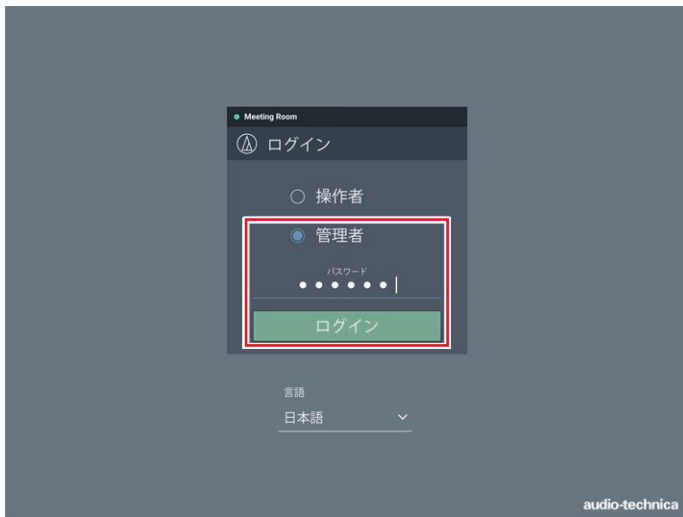 Meeting Room
ログイン
操作者
管理者
パスワード
ログイン
言語
日本語
audio-technica